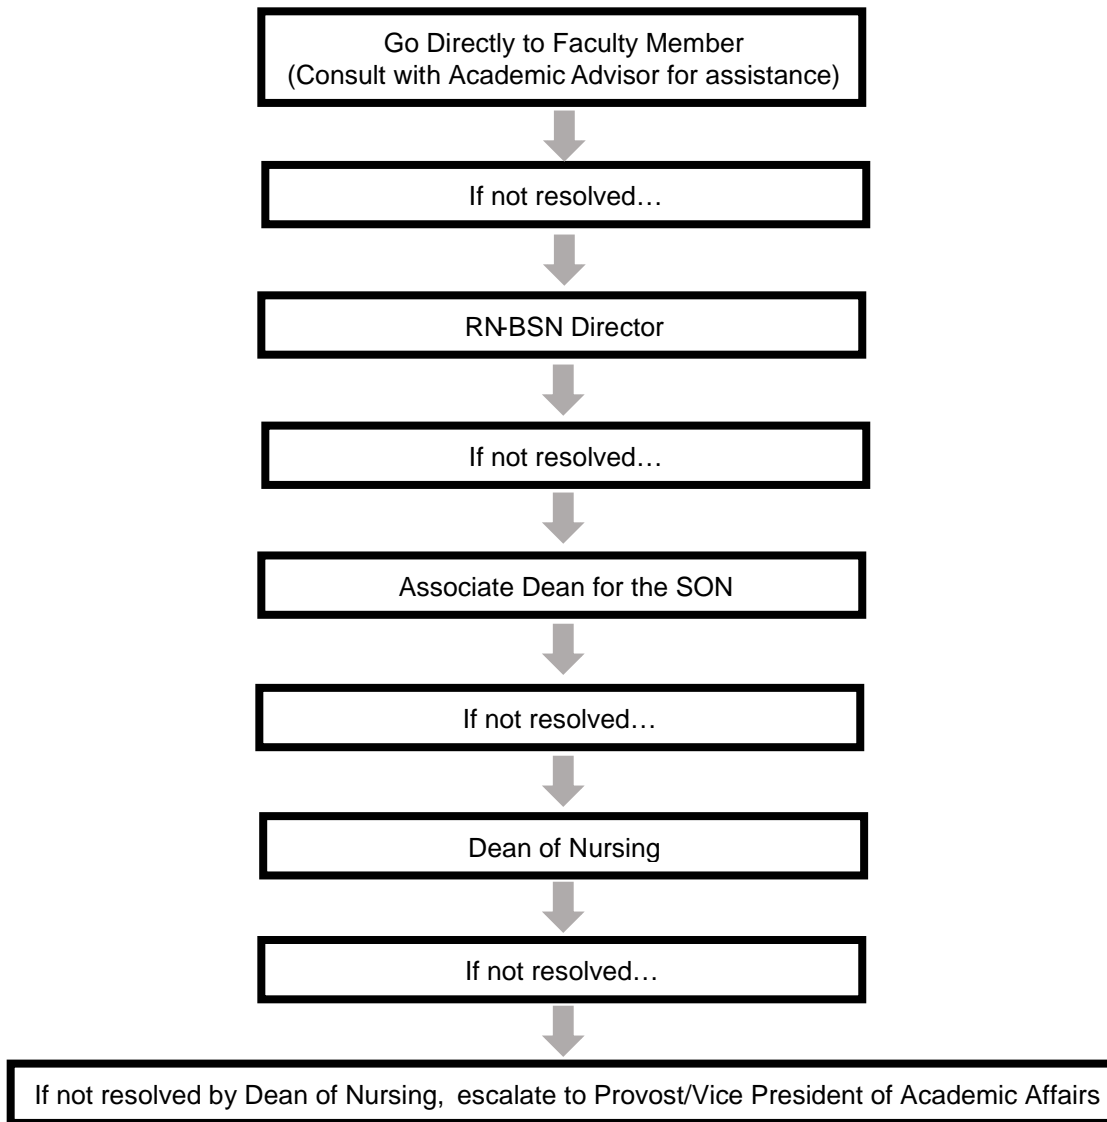 Go Directly to Faculty Member
(Consult with Academic Advisor for assistance)
If not resolved…
RN-BSN Director
If not resolved…
Associate Dean for the SON
If not resolved…
Dean of Nursing
If not resolved…
If not resolved by Dean of Nursing, escalate to Provost/Vice President of Academic Affairs